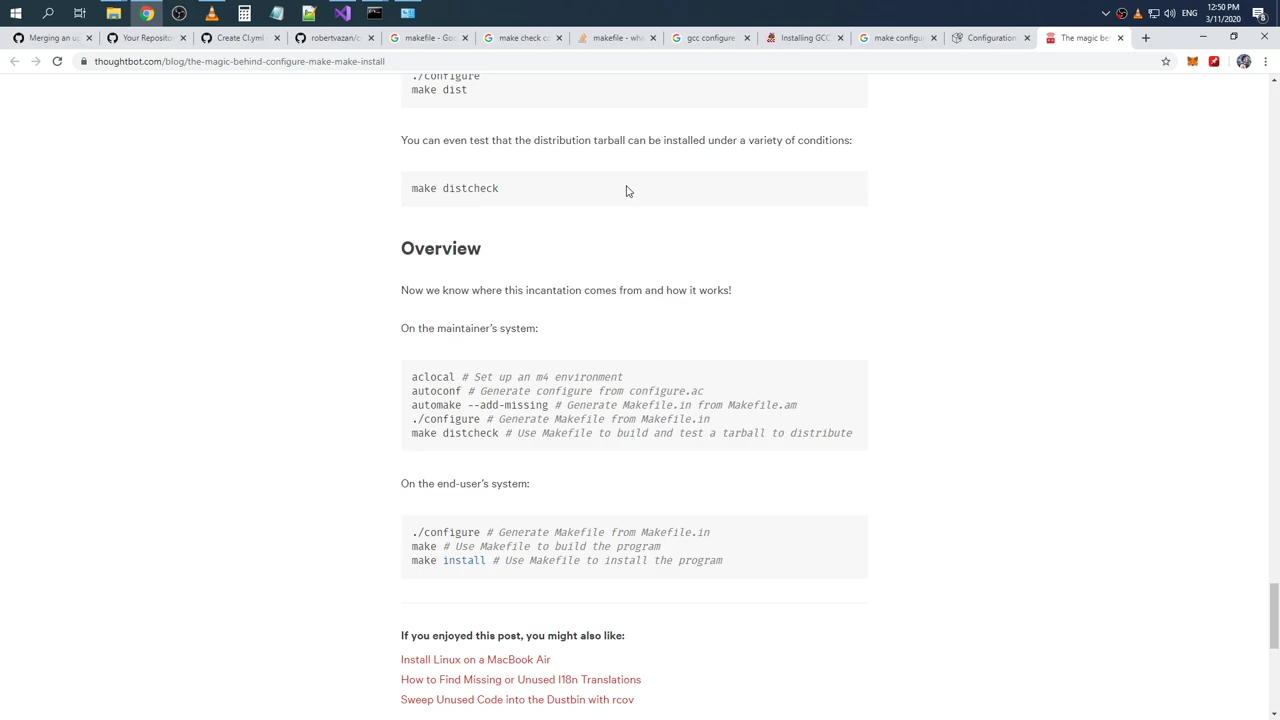 ENG
12:50 PM
3/11/2020
8
Merging an up
Your Reposito
Create CI.yml
robertvazan/c
makefile - Goo
make check co
makefile - wha
gcc configure
Installing GCC
make configu
Configuration
The magic beh
thoughtbot.com/blog/the-magic-behind-configure-make-make-install
./configure
make dist
You can even test that the distribution tarball can be installed under a variety of conditions:
make distcheck
Overview
Now we know where this incantation comes from and how it works!
On the maintainer’s system:
aclocal # Set up an m4 environment
autoconf # Generate configure from configure.ac
automake --add-missing # Generate Makefile.in from Makefile.am
./configure # Generate Makefile from Makefile.in
make distcheck # Use Makefile to build and test a tarball to distribute
On the end-user’s system:
./configure # Generate Makefile from Makefile.in
make # Use Makefile to build the program
make install # Use Makefile to install the program
If you enjoyed this post, you might also like:
Install Linux on a MacBook Air
How to Find Missing or Unused I18n Translations
Sweep Unused Code into the Dustbin with rcov